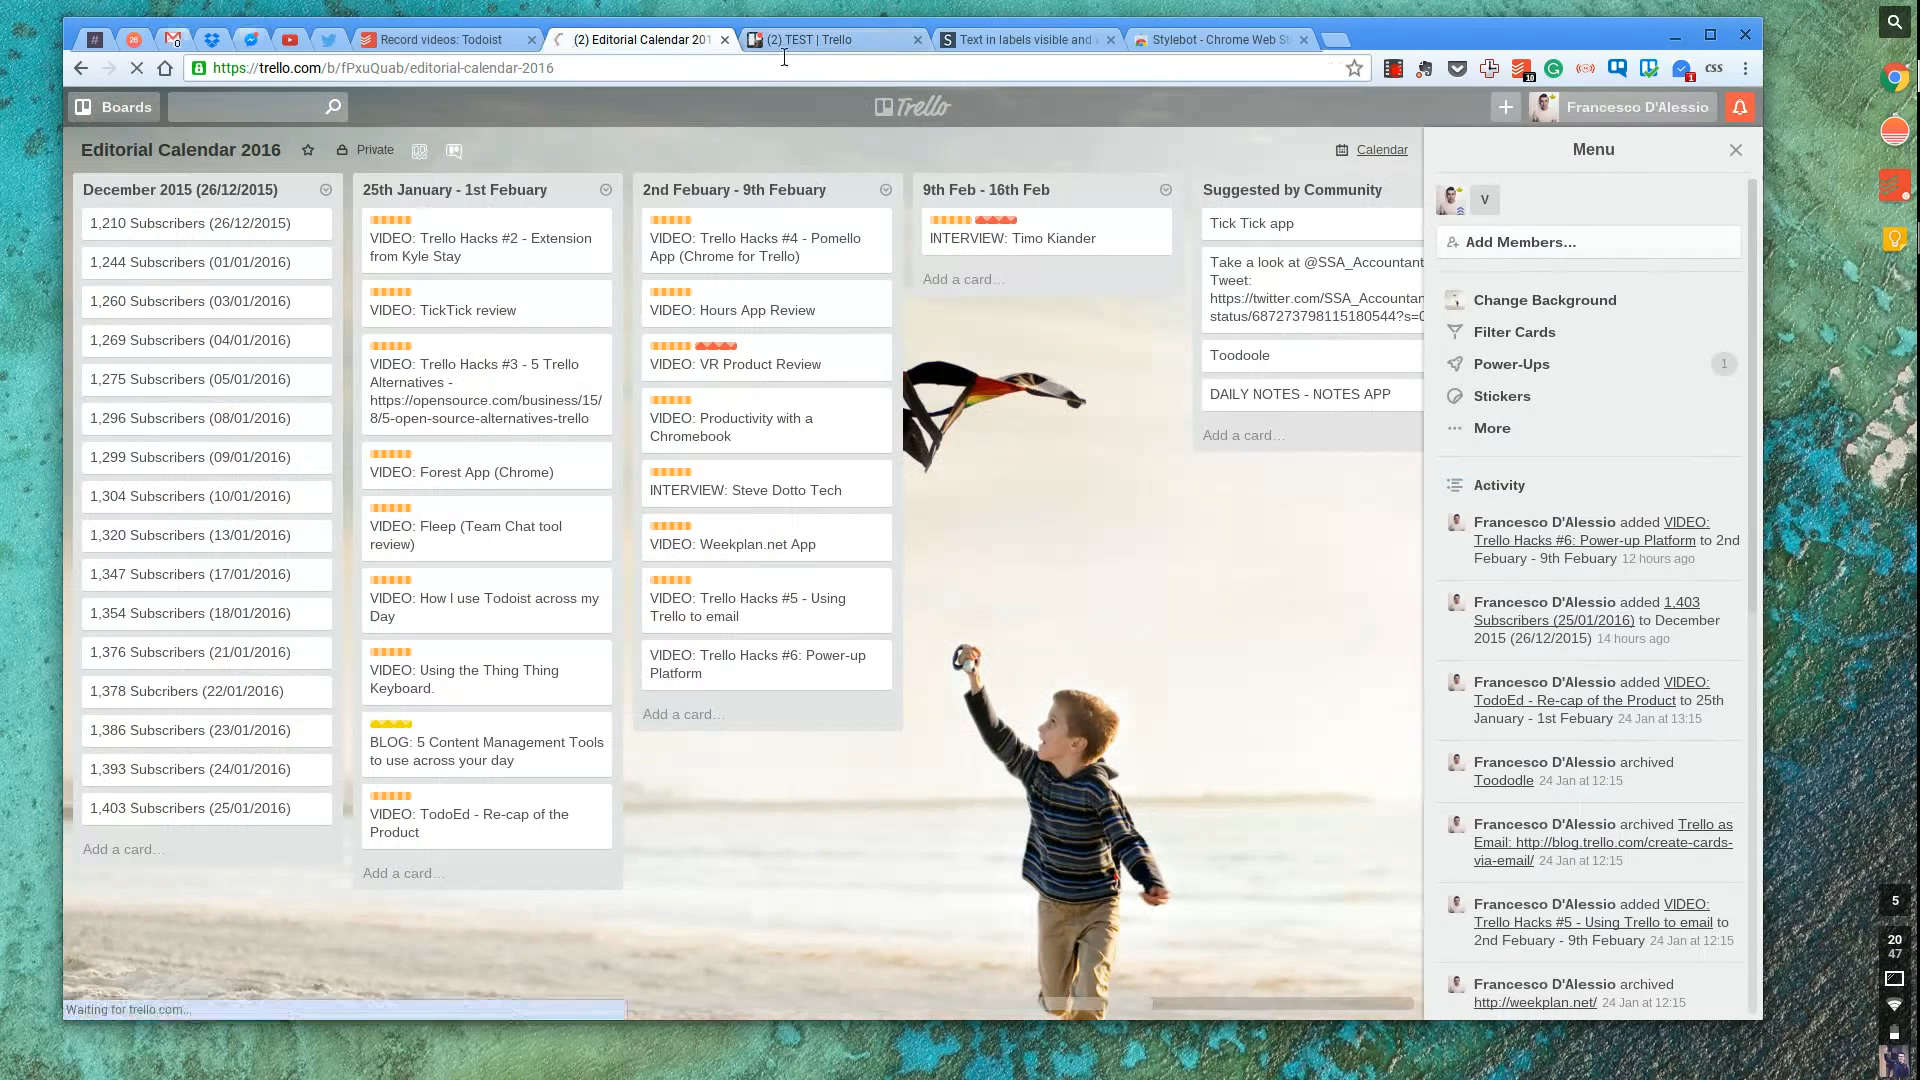 Record videos: Todoist
(2) Editorial Calendar 201
(2) TEST | Trello
Text in labels visible and
Stylebot - Chrome Web St
https://trello.com/b/fPxuQuab/editorial-calendar-2016
Boards
Trello
Francesco D'Alessio
Editorial Calendar 2016
Private
Calendar
December 2015 (26/12/2015)
1,210 Subscribers (26/12/2015)
1,244 Subscribers (01/01/2016)
1,260 Subscribers (03/01/2016)
1,269 Subscribers (04/01/2016)
1,275 Subscribers (05/01/2016)
1,296 Subscribers (08/01/2016)
1,299 Subscribers (09/01/2016)
1,304 Subscribers (10/01/2016)
1,320 Subscribers (13/01/2016)
1,347 Subscribers (17/01/2016)
1,354 Subscribers (18/01/2016)
1,376 Subscribers (21/01/2016)
1,378 Subcribers (22/01/2016)
1,386 Subscribers (23/01/2016)
1,393 Subscribers (24/01/2016)
1,403 Subscribers (25/01/2016)
Add a card…
25th January - 1st Febuary
VIDEO: Trello Hacks #2 - Extension
from Kyle Stay
VIDEO: TickTick review
VIDEO: Trello Hacks #3 - 5 Trello
Alternatives -
https://opensource.com/business/15/
8/5-open-source-alternatives-trello
VIDEO: Forest App (Chrome)
VIDEO: Fleep (Team Chat tool
review)
VIDEO: How I use Todoist across my
Day
VIDEO: Using the Thing Thing
Keyboard.
BLOG: 5 Content Management Tools
to use across your day
VIDEO: TodoEd - Re-cap of the
Product
Add a card…
2nd Febuary - 9th Febuary
VIDEO: Trello Hacks #4 - Pomello
App (Chrome for Trello)
VIDEO: Hours App Review
VIDEO: VR Product Review
VIDEO: Productivity with a
Chromebook
INTERVIEW: Steve Dotto Tech
VIDEO: Weekplan.net App
VIDEO: Trello Hacks #5 - Using
Trello to email
VIDEO: Trello Hacks #6: Power-up
Platform
Add a card…
9th Feb - 16th Feb
INTERVIEW: Timo Kiander
Add a card…
Suggested by Community
Tick Tick app
Take a look at @SSA_Accountant
Tweet:
https://twitter.com/SSA_Accountan
status/687273798115180544?s=0
Toodoole
DAILY NOTES - NOTES APP
Add a card…
Menu
V
Add Members…
Change Background
Filter Cards
Power-Ups 1
Stickers
More
Activity
Francesco D'Alessio added VIDEO:
Trello Hacks #6: Power-up Platform to 2nd
Febuary - 9th Febuary 12 hours ago
Francesco D'Alessio added 1,403
Subscribers (25/01/2016) to December
2015 (26/12/2015) 14 hours ago
Francesco D'Alessio added VIDEO:
TodoEd - Re-cap of the Product to 25th
January - 1st Febuary 24 Jan at 13:15
Francesco D'Alessio archived
Toododle 24 Jan at 12:15
Francesco D'Alessio archived Trello as
Email: http://blog.trello.com/create-cards-
via-email/ 24 Jan at 12:15
Francesco D'Alessio added VIDEO:
Trello Hacks #5 - Using Trello to email to
2nd Febuary - 9th Febuary 24 Jan at 12:15
Francesco D'Alessio archived
http://weekplan.net/ 24 Jan at 12:15
Waiting for trello.com...
#
26
0
10
1
css
5
20
47